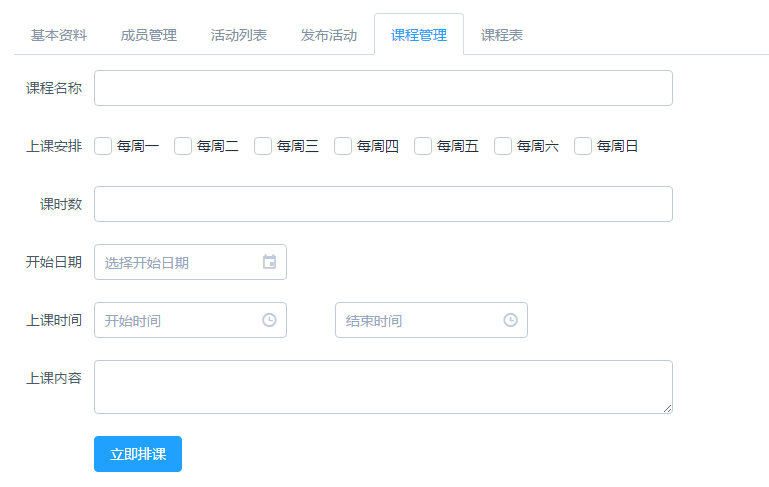 基本资料 成员管理 活动列表 发布活动 课程管理 课程表
课程名称
上课安排 每周一 每周二 每周三 每周四 每周五 每周六 每周日
课时数
开始日期 选择开始日期
上课时间 开始时间 结束时间
上课内容
立即排课